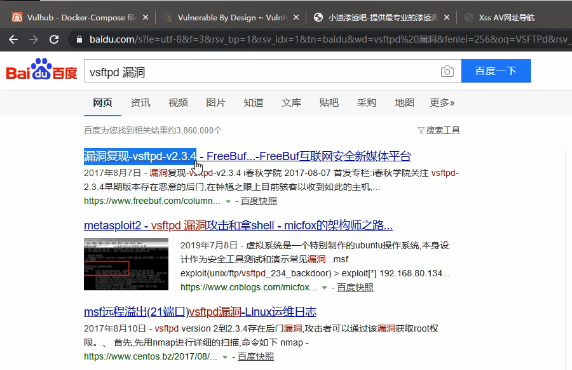 Vulhub - Docker-Compose file
Vulnerable By Design ~ VulnH
小迪渗透吧-提供最专业的渗透测
Xss AV网址导航
baidu.com/s?ie=utf-8&f=3&rsv_bp=1&rsv_idx=1&tn=baidu&wd=vsftpd%20漏洞&fenlei=256&oq=VSFTPd&rsv_
Bai du 百度
vsftpd 漏洞
百度一下
网页 资讯 视频 图片 知道 文库 贴吧 采购 地图 更多»
百度为您找到相关结果约3,860,000个
搜索工具
漏洞复现-vsftpd-v2.3.4 - FreeBuf...-FreeBuf互联网安全新媒体平台
2017年8月7日 - 漏洞复现-vsftpd-v2.3.4 i春秋学院 2017-08-07 首发专栏:i春秋学院关注 vsftpd-
2.3.4早期版本存在恶意的后门,在钟馗之眼上目前骇客以收到如此的主机,...
https://www.freebuf.com/column... - 百度快照
metasploit2 - vsftpd 漏洞攻击和拿shell - micfox的架构师之路...
2019年7月8日 - 虚拟系统是一个特别制作的ubuntu操作系统,本身设
计作为安全工具测试和演示常见漏洞...msf
exploit(unix/ftp/vsftpd_234_backdoor) > exploit[*] 192.168.80.134...
https://www.cnblogs.com/micfox... - 百度快照
msf远程溢出(21端口)vsftpd漏洞-Linux运维日志
2017年8月10日 - vsftpd version 2到2.3.4存在后门漏洞,攻击者可以通过该漏洞获取root权
限。、 首先,先用nmap进行详细的扫描,命令如下 nmap -
https://www.centos.bz/2017/08/... - 百度快照